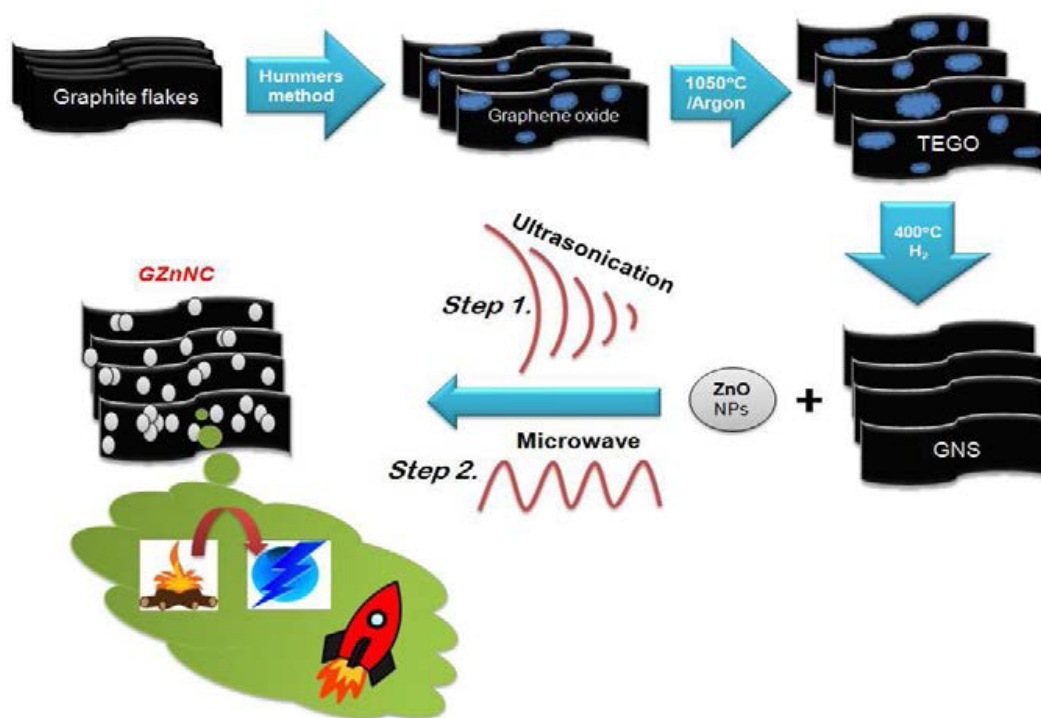 Graphite flakes
Hummers
method
Graphene oxide
1050°C
/Argon
TEGO
400°C
H₂
Ultrasonication
Step 1.
GZnNC
ZnO
NPs
+
GNS
Microwave
Step 2.